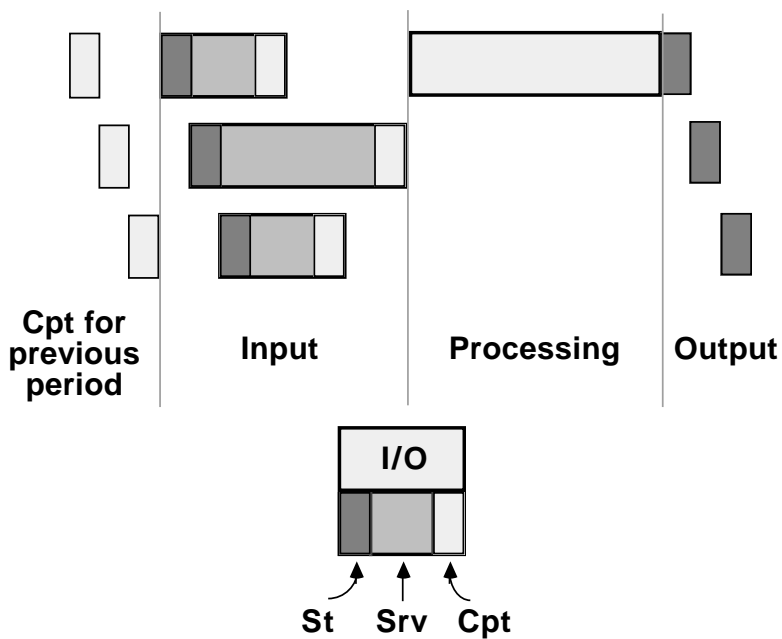 Cpt for
previous
period
Input
Processing
Output
I/O
St
Srv
Cpt